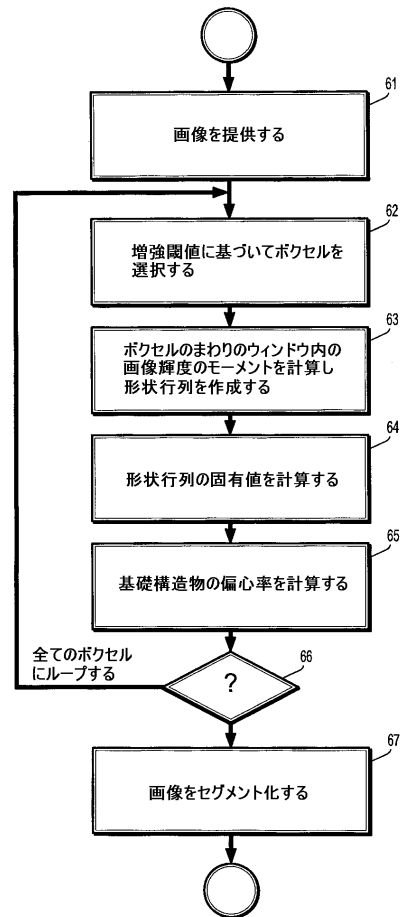 61
画像を提供する
62
増強閾値に基づいてボクセルを
選択する
63
ボクセルのまわりのウィンドウ内の
画像輝度のモーメントを計算し
形状行列を作成する
64
形状行列の固有値を計算する
65
基礎構造物の偏心率を計算する
全てのボクセル
にループする
66
?
67
画像をセグメント化する